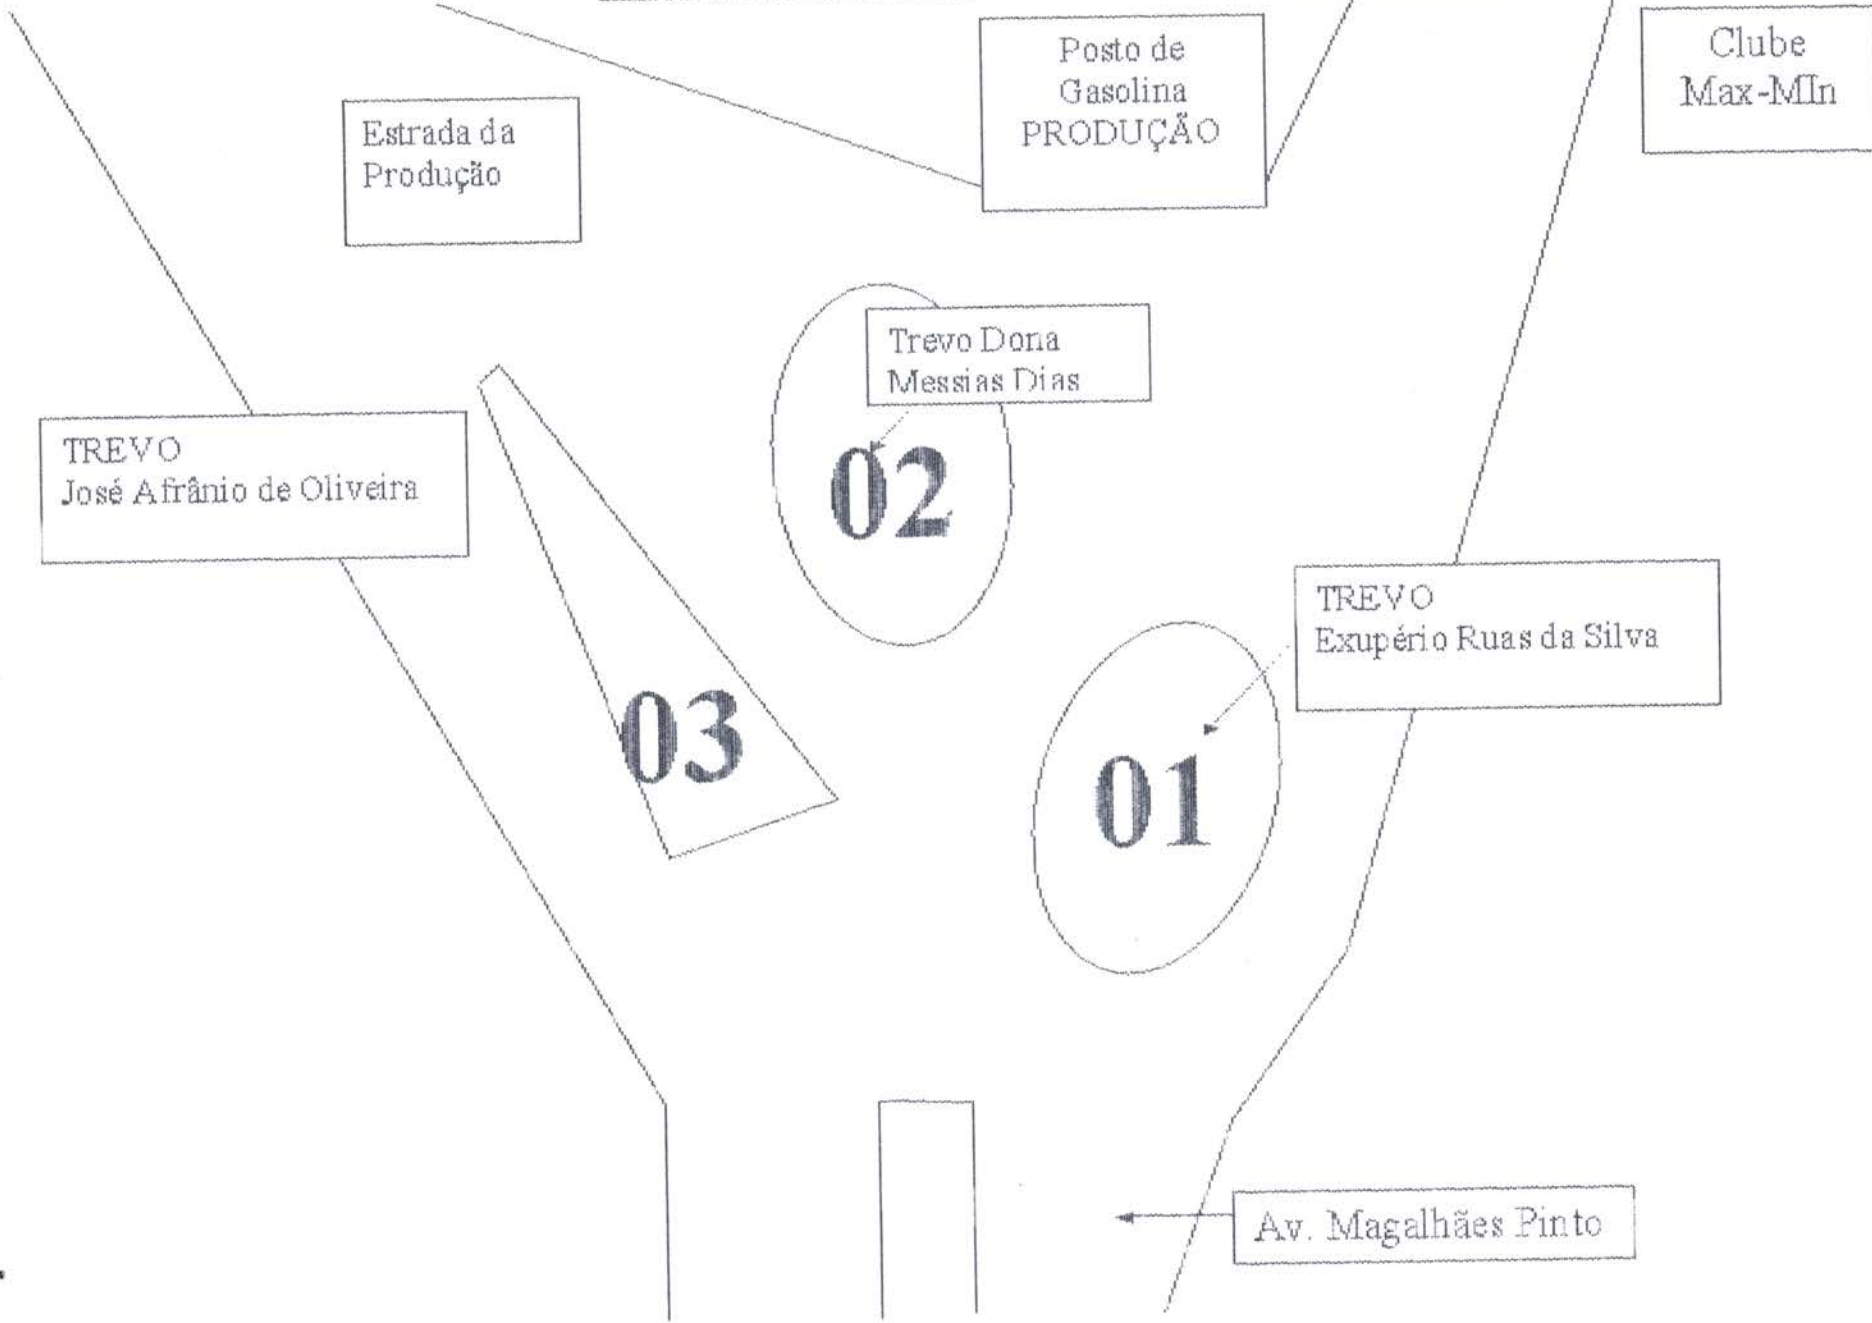 Posto de
Gasolina
PRODUÇÃO
Clube
Max-MIn
Estrada da
Produção
Trevo Dona
Messias Dias
TREVO
José Afrânio de Oliveira
02
TREVO
Exupério Ruas da Silva
03
01
Av. Magalhães Pinto